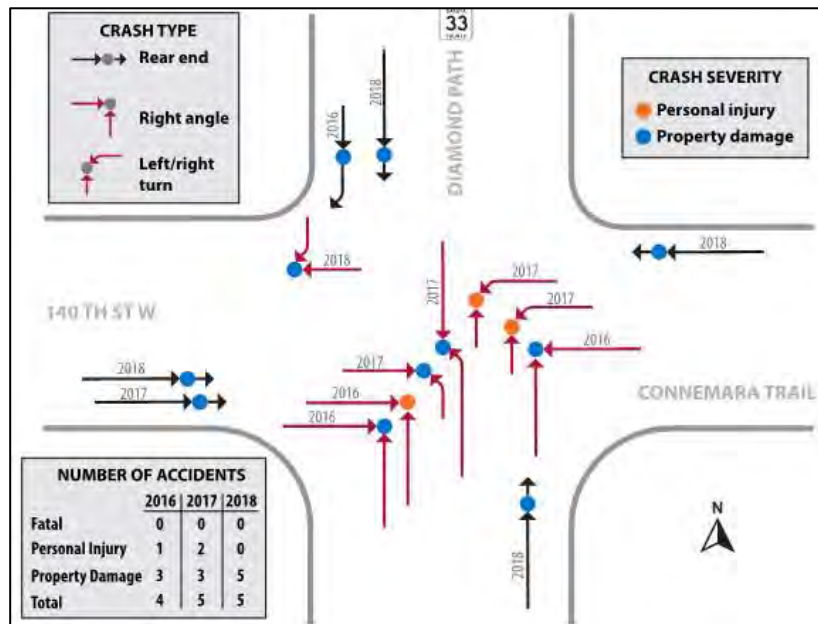 CRASH TYPE
Rear end
Right angle
Left/right
turn
33
DIAMOND PATH
CRASH SEVERITY
Personal injury
Property damage
2016
2018
2018
2018
2017
2017
2017
2016
140 TH ST W
2018
2017
2017
2016
2016
CONNEMARA TRAIL
2018
N
NUMBER OF ACCIDENTS
2016 2017 2018
Fatal 0 0 0
Personal Injury 1 2 0
Property Damage 3 3 5
Total 4 5 5